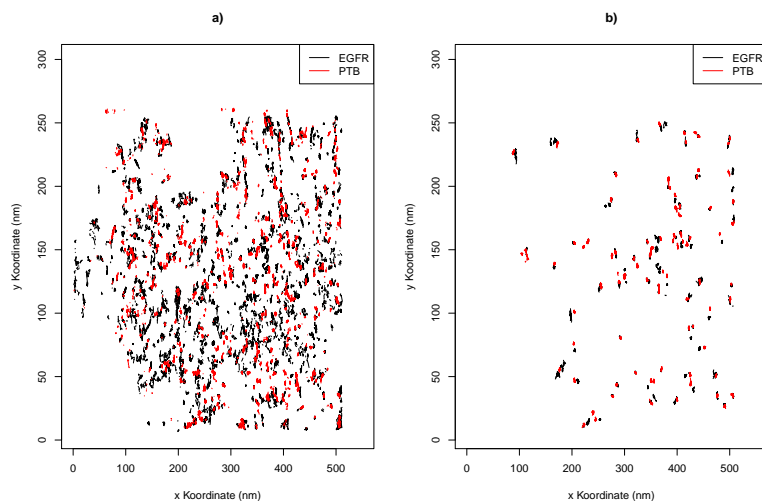 a)
EGFR
PTB
300
250
200
150
100
50
0
y Koordinate (nm)
0 100 200 300 400 500
x Koordinate (nm)
b)
EGFR
PTB
300
250
200
150
100
50
0
y Koordinate (nm)
0 100 200 300 400 500
x Koordinate (nm)